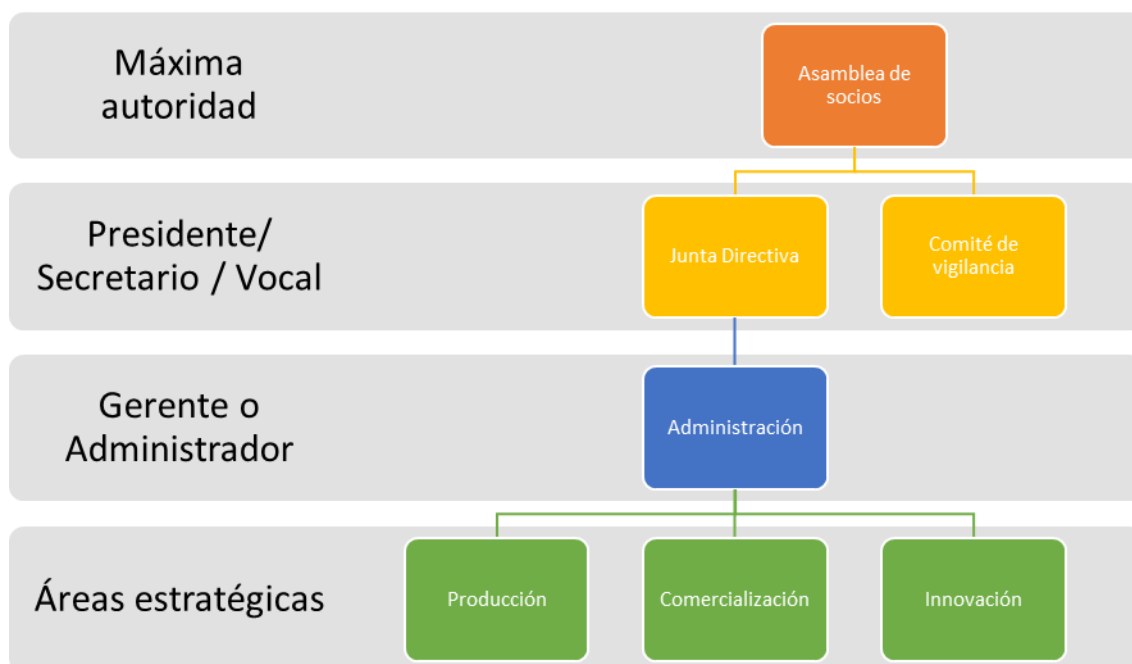 Máxima
autoridad
Asamblea de
socios
Presidente/
Secretario / Vocal
Junta Directiva
Comité de
vigilancia
Gerente o
Administrador
Administración
Áreas estratégicas
Producción
Comercialización
Innovación